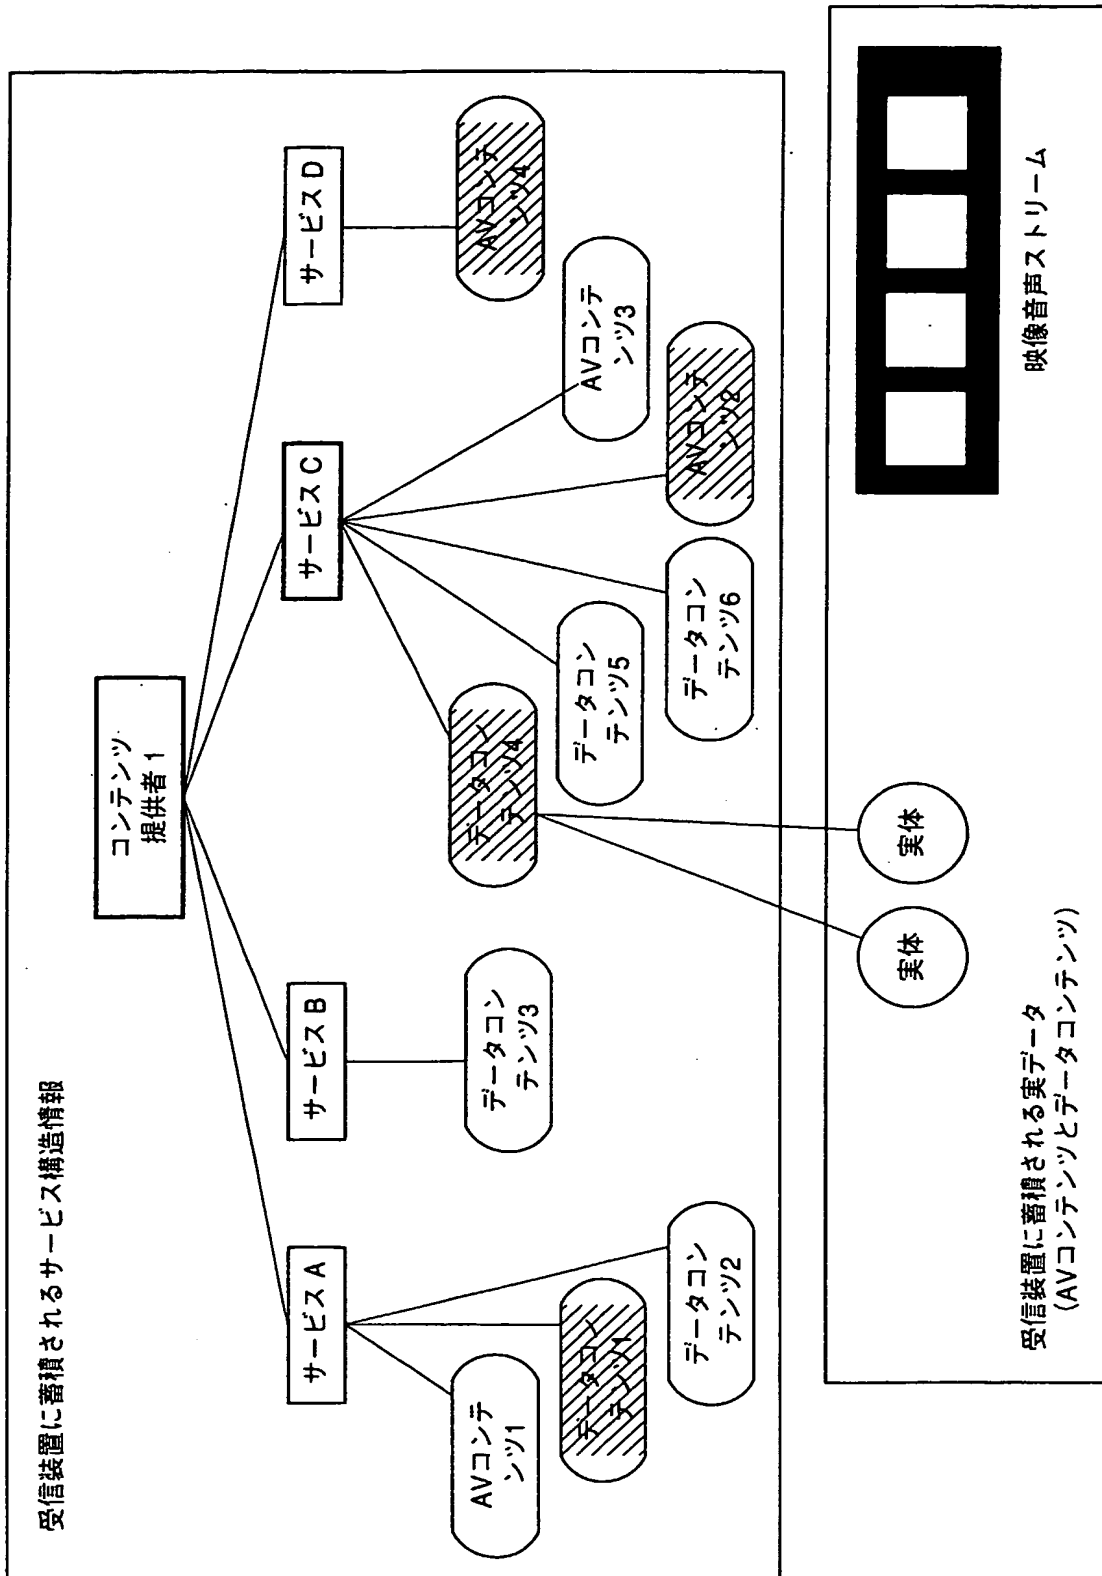 受信装置に蓄積されるサービス構造情報
コンテンツ
提供者1
サービスA
サービスB
サービスC
サービスD
AVコンテ
ンツ1
データコン
テンツ1
データコン
テンツ2
データコン
テンツ3
データコン
テンツ4
データコン
テンツ5
データコン
テンツ6
AVコンテ
ンツ2
AVコンテ
ンツ3
AVコンテ
ンツ4
実体
実体
映像音声ストリーム
受信装置に蓄積される実データ
(AVコンテンツとデータコンテンツ)